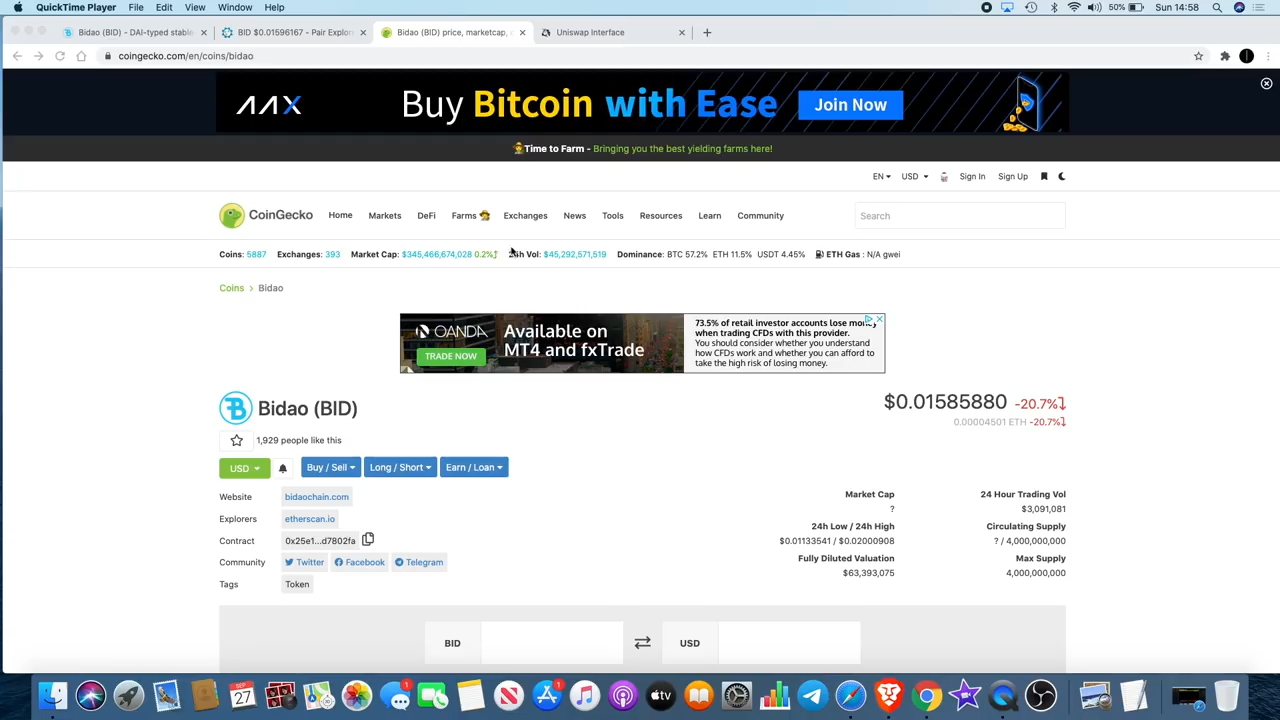 QuickTime Player File Edit View Window Help 50% Sun 14:58
Bidao (BID) - DAI-typed stable BID $0.01596167 - Pair Explor Bidao (BID) price, marketcap, Uniswap Interface
coingecko.com/en/coins/bidao
AAX Buy Bitcoin with Ease Join Now
Time to Farm - Bringing you the best yielding farms here!
EN USD Sign In Sign Up
CoinGecko Home Markets DeFi Farms Exchanges News Tools Resources Learn Community Search
Coins: 5887 Exchanges: 393 Market Cap: $345,466,674,028 0.2% 24h Vol: $45,292,571,519 Dominance: BTC 57.2% ETH 11.5% USDT 4.45% ETH Gas: N/A gwei
Coins > Bidao
OANDA
TRADE NOW
Available on
MT4 and fxTrade
73.5% of retail investor accounts lose money
when trading CFDs with this provider.
You should consider whether you understand
how CFDs work and whether you can afford to
take the high risk of losing money.
Bidao (BID)
$0.01585880 -20.7%
0.00004501 ETH -20.7%
1,929 people like this
USD Buy / Sell Long / Short Earn / Loan
Website bidaochain.com
Explorers etherscan.io
Contract 0x25e1...d7802fa
Community Twitter Facebook Telegram
Tags Token
Market Cap 24 Hour Trading Vol
? $3,091,081
24h Low / 24h High Circulating Supply
$0.01133541 / $0.02000908 ? / 4,000,000,000
Fully Diluted Valuation Max Supply
$63,393,075 4,000,000,000
BID USD
SEP
27
1
tv
1